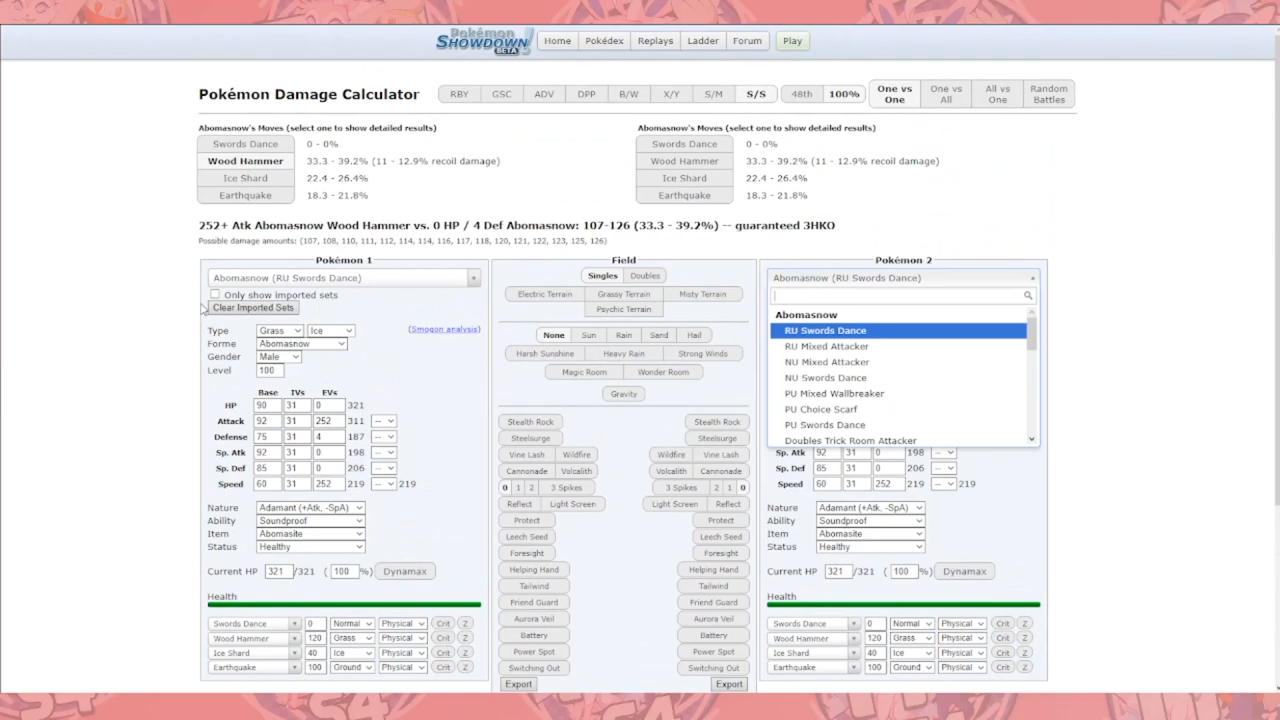 Pokémon
SHOWDOWN!
BETA
Home Pokédex Replays Ladder Forum Play
Pokémon Damage Calculator RBY GSC ADV DPP B/W X/Y S/M S/S 48th 100% One vs One One vs All All vs One Random Battles
Abomasnow's Moves (select one to show detailed results)
Swords Dance 0 - 0%
Wood Hammer 33.3 - 39.2% (11 - 12.9% recoil damage)
Ice Shard 22.4 - 26.4%
Earthquake 18.3 - 21.8%
Abomasnow's Moves (select one to show detailed results)
Swords Dance 0 - 0%
Wood Hammer 33.3 - 39.2% (11 - 12.9% recoil damage)
Ice Shard 22.4 - 26.4%
Earthquake 18.3 - 21.8%
252+ Atk Abomasnow Wood Hammer vs. 0 HP / 4 Def Abomasnow: 107-126 (33.3 - 39.2%) -- guaranteed 3HKO
Possible damage amounts: (107, 108, 110, 111, 112, 114, 114, 116, 117, 118, 120, 121, 122, 123, 125, 126)
Pokémon 1
Abomasnow (RU Swords Dance)
Only show imported sets
Clear Imported Sets
Type Grass Ice (Smogon analysis)
Forme Abomasnow
Gender Male
Level 100
Base IVs EVs
HP 90 31 0 321
Attack 92 31 252 311 --
Defense 75 31 4 187 --
Sp. Atk 92 31 0 198 --
Sp. Def 85 31 0 206 --
Speed 60 31 252 219 -- 219
Nature Adamant (+Atk, -SpA)
Ability Soundproof
Item Abomasite
Status Healthy
Current HP 321 /321 ( 100 %) Dynamax
Health
Swords Dance 0 Normal Physical Crit Z
Wood Hammer 120 Grass Physical Crit Z
Ice Shard 40 Ice Physical Crit Z
Earthquake 100 Ground Physical Crit Z
Field
Singles Doubles
Electric Terrain Grassy Terrain Misty Terrain
Psychic Terrain
None Sun Rain Sand Hail
Harsh Sunshine Heavy Rain Strong Winds
Magic Room Wonder Room
Gravity
Stealth Rock Stealth Rock
Steelsurge Steelsurge
Vine Lash Wildfire Wildfire Vine Lash
Cannonade Volcalith Volcalith Cannonade
0 1 2 3 Spikes 3 Spikes 2 1 0
Reflect Light Screen Light Screen Reflect
Protect Protect
Leech Seed Leech Seed
Foresight Foresight
Helping Hand Helping Hand
Tailwind Tailwind
Friend Guard Friend Guard
Aurora Veil Aurora Veil
Battery Battery
Power Spot Power Spot
Switching Out Switching Out
Export Export
Pokémon 2
Abomasnow (RU Swords Dance)
Abomasnow
RU Swords Dance
RU Mixed Attacker
NU Mixed Attacker
NU Swords Dance
PU Mixed Wallbreaker
PU Choice Scarf
PU Swords Dance
Doubles Trick Room Attacker
Sp. Atk 92 31 0 198 --
Sp. Def 85 31 0 206 --
Speed 60 31 252 219 -- 219
Nature Adamant (+Atk, -SpA)
Ability Soundproof
Item Abomasite
Status Healthy
Current HP 321 /321 ( 100 %) Dynamax
Health
Swords Dance 0 Normal Physical Crit Z
Wood Hammer 120 Grass Physical Crit Z
Ice Shard 40 Ice Physical Crit Z
Earthquake 100 Ground Physical Crit Z